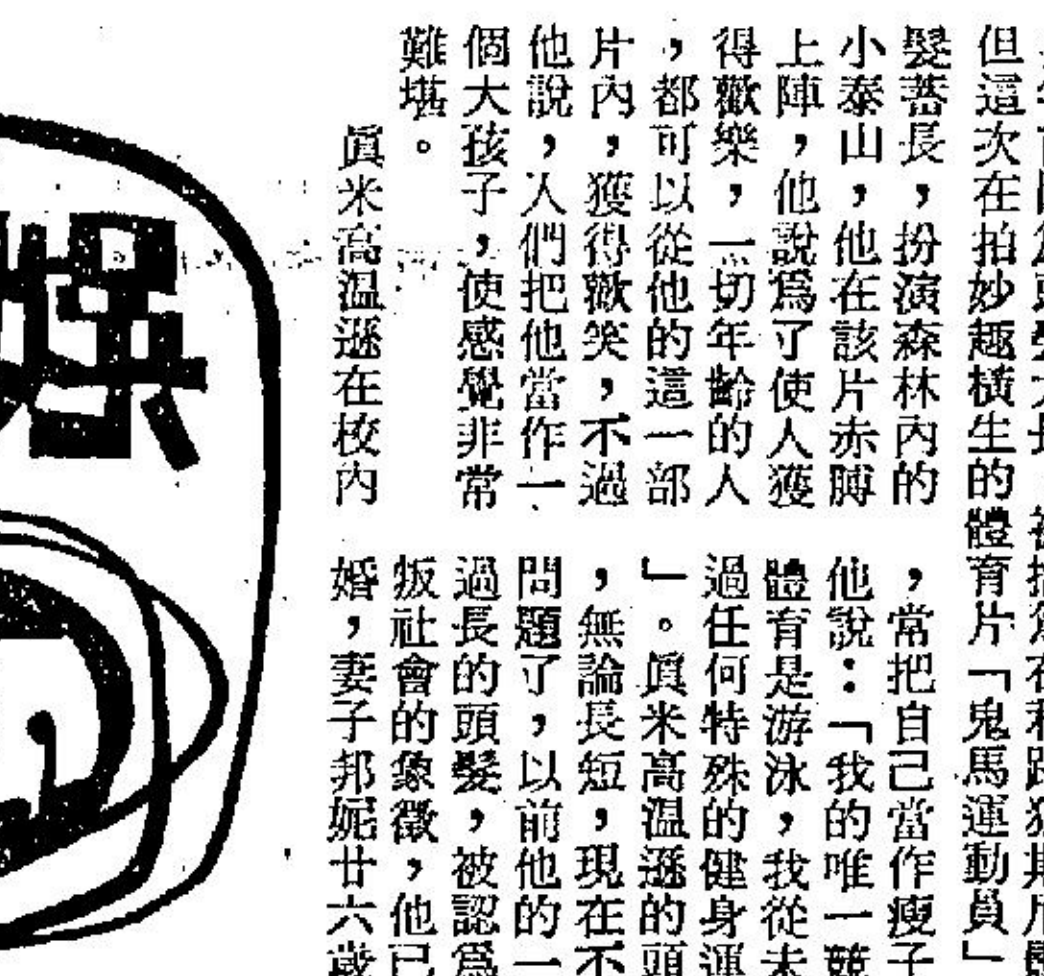 但這次在拍妙趣橫生的體育片「鬼馬運動員」
髮蓄長,扮演森林內的
小泰山,他在該片赤膊
上陣,他說爲了使人獲
得歡樂,一切年齡的人
,都可以從他的這一部
片內,獲得歡笑,不過
他說,人們把他當作一
個大孩子,使感覺非常
難堪。
眞米高溫遜在校內
,常把自己當作瘦子
他說:「我的唯一競
體育是游泳,我從未
過任何特殊的健身運
」。眞米高溫遜的頭
,無論長短,現在不
問題了,以前他的一
過長的頭髮,被認爲
叛社會的象徵,他已
婚,妻子邦妮廿六歲
娛